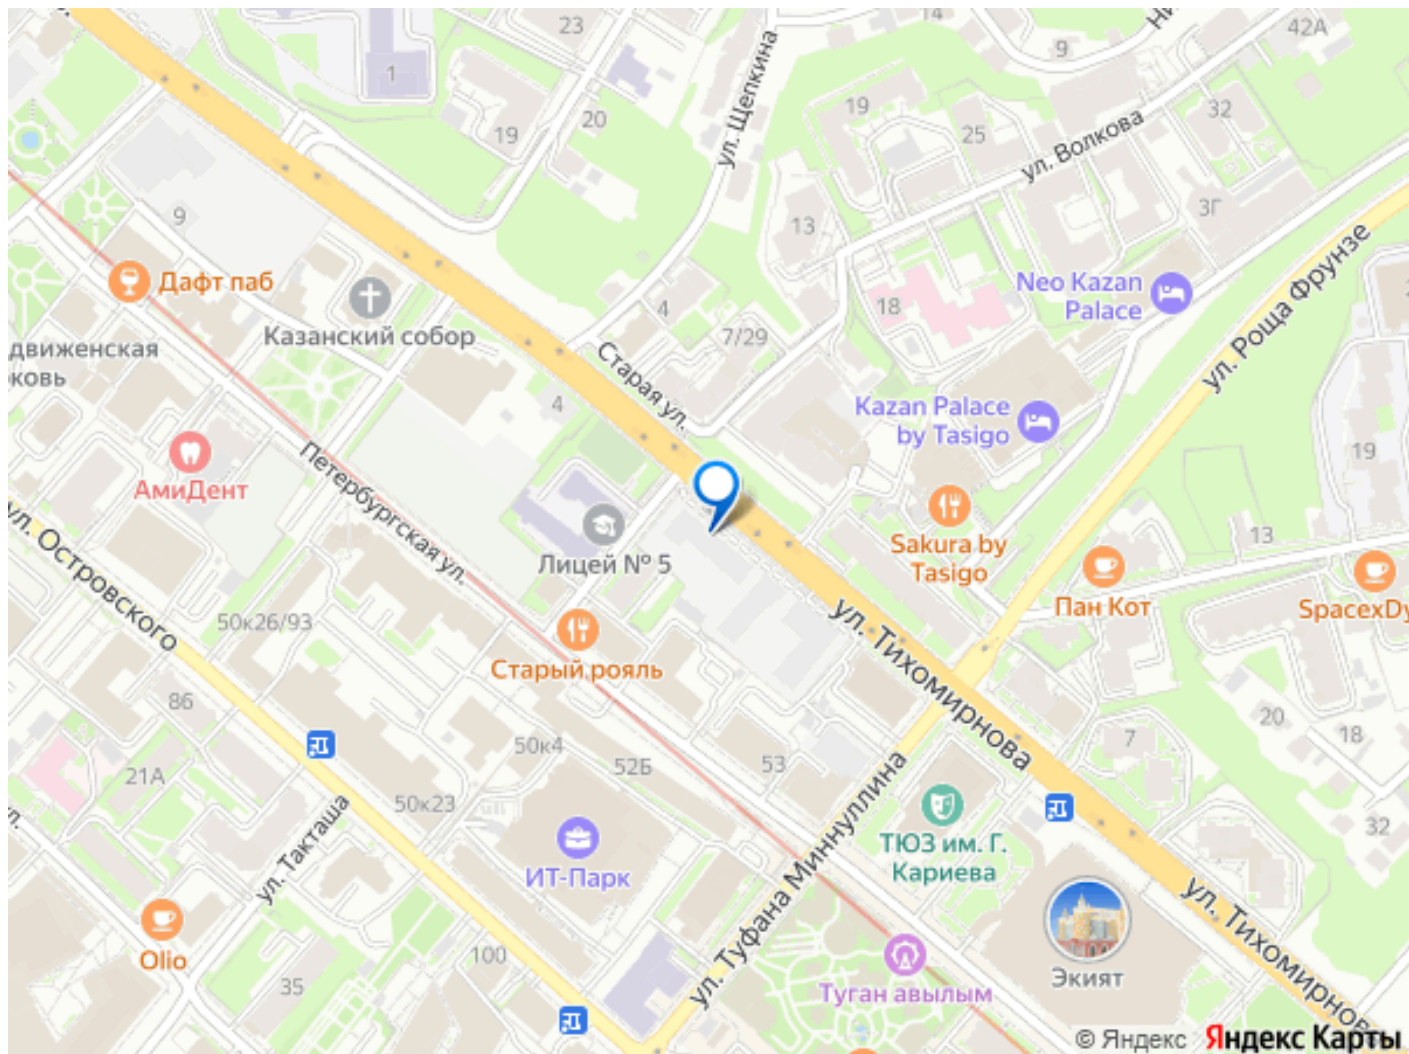 23
14
42А
9
1
20
19
19
25
32
ул. Щепкина
ул. Волкова
3Г
9
13
Дафт паб
Казанский собор
движенская
ковь
4
7/29
18
Neo Kazan
Palace
ул. Роща Фрунзе
Старая ул.
4
Kazan Palace
by Tasigo
19
АмиДент
Петербургская ул.
ул. Островского
Лицей № 5
Sakura by
Tasigo
13
Пан Кот
SpacexDy
50к26/93
Старый рояль
ул. Тихомирнова
86
50к4
52Б
53
7
20
18
21А
50к23
32
ул. Такташа
ИТ-Парк
ТЮЗ им. Г.
Кариева
ул. Туфана Миннуллина
ул. Тихомирнова
Olio
100
35
Туган авылым
Экият
© Яндекс Яндекс Карты